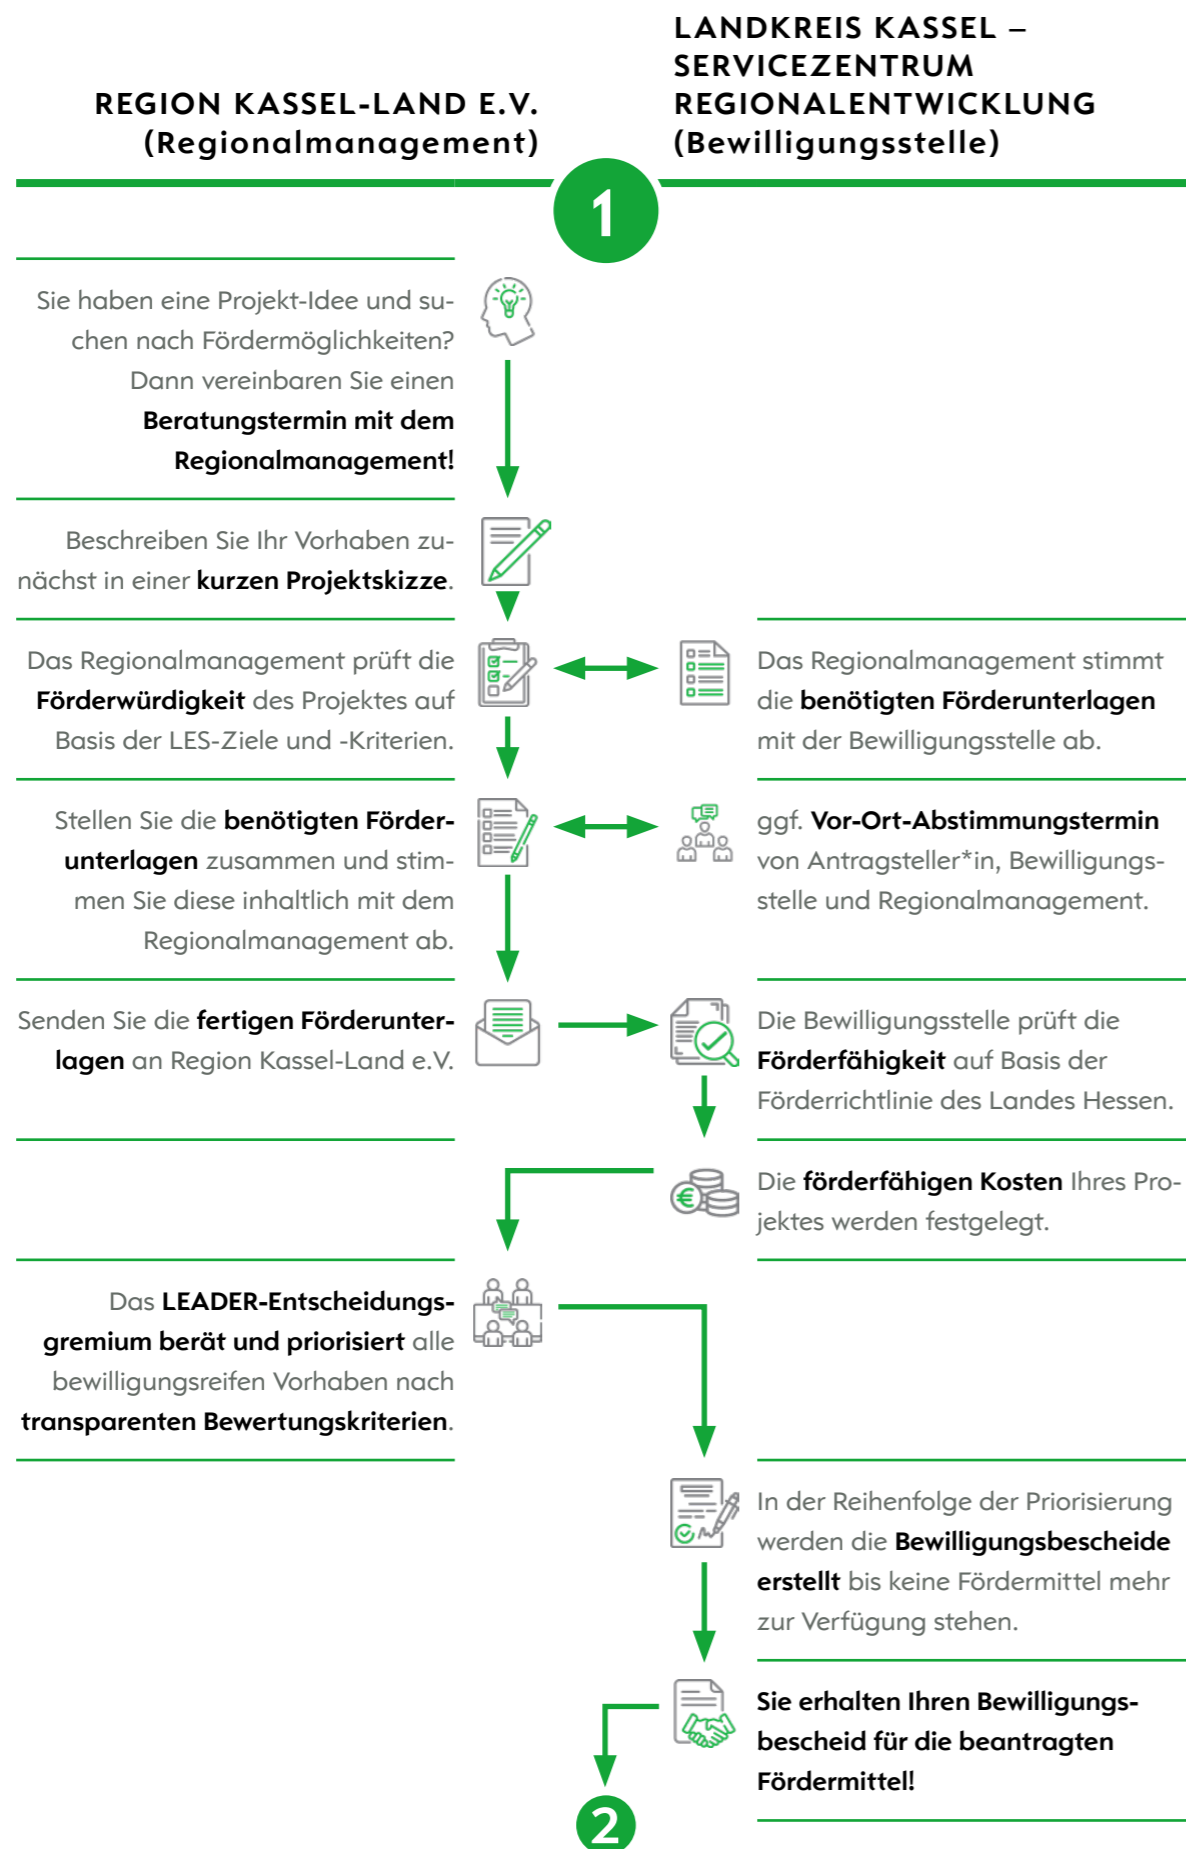 REGION KASSEL-LAND E.V.
(Regionalmanagement)
LANDKREIS KASSEL –
SERVICEZENTRUM
REGIONALENTWICKLUNG
(Bewilligungsstelle)
1
Sie haben eine Projekt-Idee und su-
chen nach Fördermöglichkeiten?
Dann vereinbaren Sie einen
Beratungstermin mit dem
Regionalmanagement!
Beschreiben Sie Ihr Vorhaben zu-
nächst in einer kurzen Projektskizze.
Das Regionalmanagement prüft die
Förderwürdigkeit des Projektes auf
Basis der LES-Ziele und -Kriterien.
Das Regionalmanagement stimmt
die benötigten Förderunterlagen
mit der Bewilligungsstelle ab.
Stellen Sie die benötigten Förder-
unterlagen zusammen und stim-
men Sie diese inhaltlich mit dem
Regionalmanagement ab.
ggf. Vor-Ort-Abstimmungstermin
von Antragsteller*in, Bewilligungs-
stelle und Regionalmanagement.
Senden Sie die fertigen Förderunter-
lagen an Region Kassel-Land e.V.
Die Bewilligungsstelle prüft die
Förderfähigkeit auf Basis der
Förderrichtlinie des Landes Hessen.
Die förderfähigen Kosten Ihres Pro-
jektes werden festgelegt.
€
Das LEADER-Entscheidungs-
gremium berät und priorisiert alle
bewilligungsreifen Vorhaben nach
transparenten Bewertungskriterien.
In der Reihenfolge der Priorisierung
werden die Bewilligungsbescheide
erstellt bis keine Fördermittel mehr
zur Verfügung stehen.
Sie erhalten Ihren Bewilligungs-
bescheid für die beantragten
Fördermittel!
2